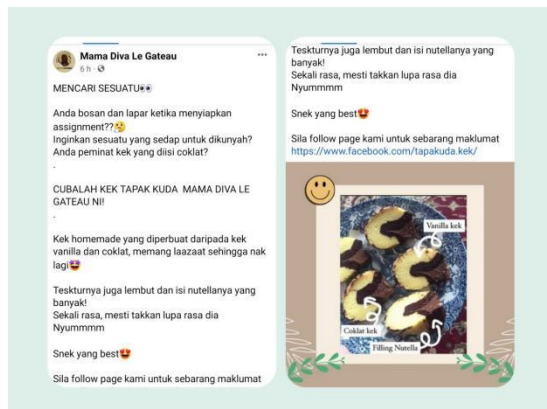 Mama Diva Le Gateau
6 h ·
...
MENCARI SESUATU👀
Anda bosan dan lapar ketika menyiapkan
assignment??🤔
Inginkan sesuatu yang sedap untuk dikunyah?
Anda peminat kek yang diisi coklat?
.
CUBALAH KEK TAPAK KUDA MAMA DIVA LE
GATEAU NI!
.
Kek homemade yang diperbuat daripada kek
vanilla dan coklat, memang laazaat sehingga nak
lagi🤩
Teskturnya juga lembut dan isi nutellanya yang
banyak!
Sekali rasa, mesti takkan lupa rasa dia
Nyummmm
Snek yang best🤩
Sila follow page kami untuk sebarang maklumat
Teskturnya juga lembut dan isi nutellanya yang
banyak!
Sekali rasa, mesti takkan lupa rasa dia
Nyummmm
Snek yang best🤩
Sila follow page kami untuk sebarang maklumat
https://www.facebook.com/tapakuda.kek/
Vanilla kek
Coklat kek
Filling Nutella